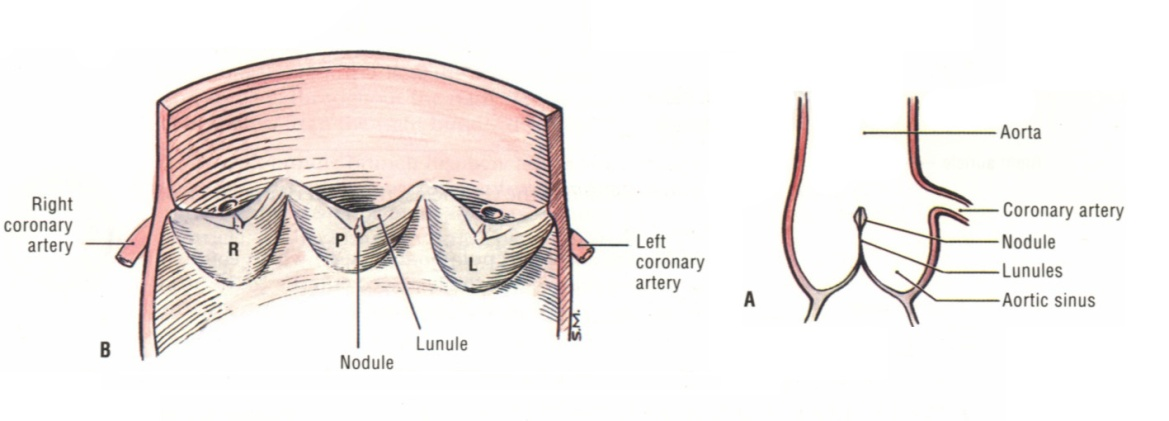 Right
coronary
artery
R
P
L
Left
coronary
artery
S.M.
Lunule
Nodule
B
Aorta
Coronary artery
Nodule
Lunules
Aortic sinus
A